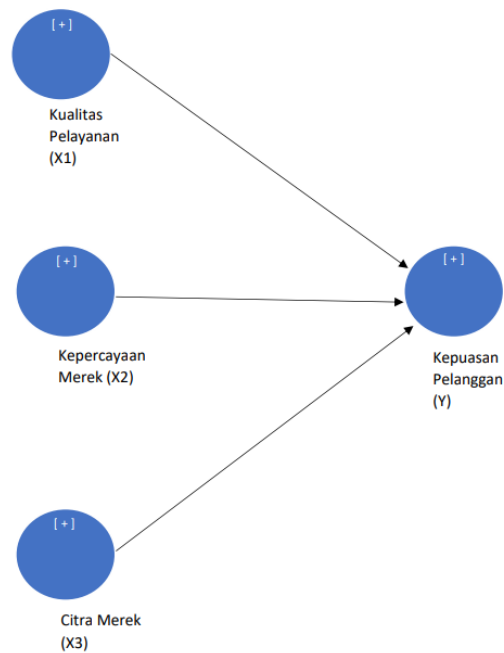 [ + ]
Kualitas
Pelayanan
(X1)
[ + ]
Kepercayaan
Merek (X2)
[ + ]
Kepuasan
Pelanggan
(Y)
[ + ]
Citra Merek
(X3)